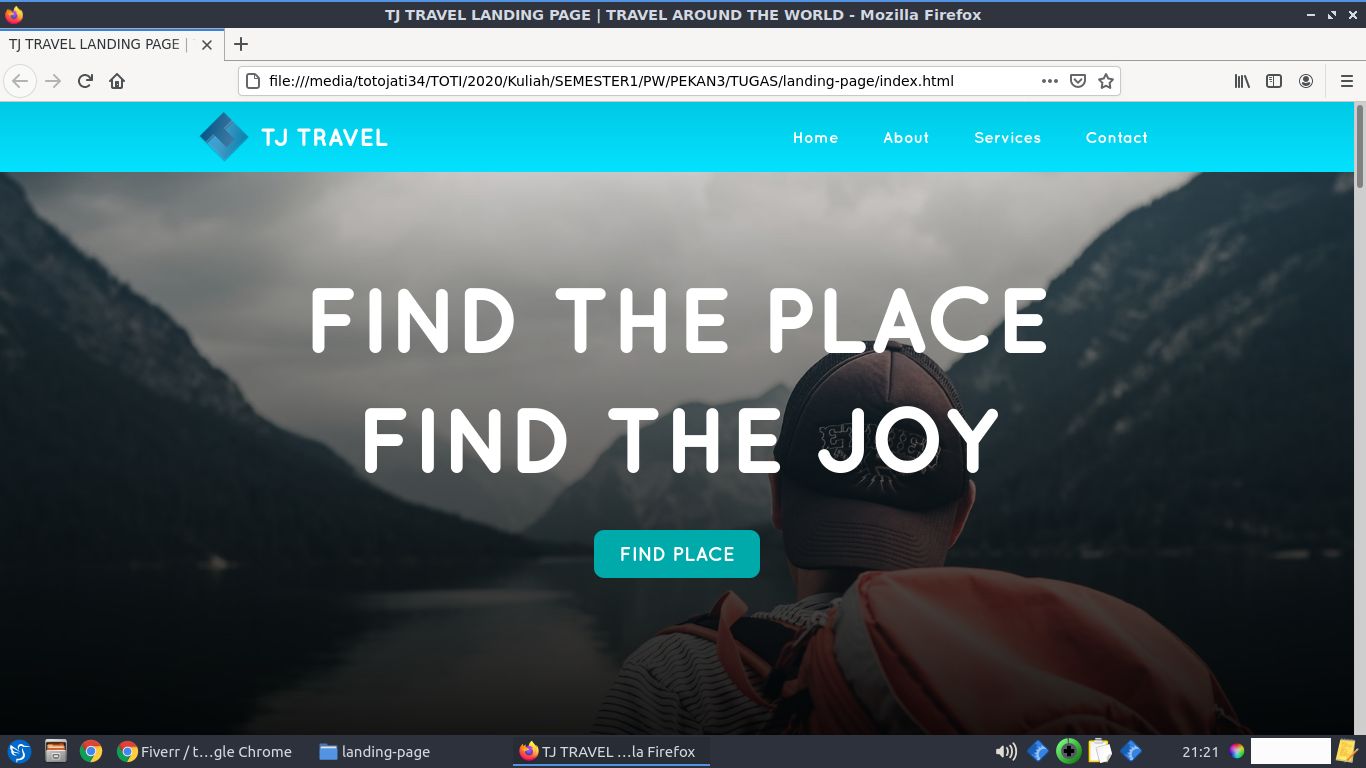 TJ TRAVEL LANDING PAGE | TRAVEL AROUND THE WORLD - Mozilla Firefox
TJ TRAVEL LANDING PAGE |
file:///media/totojati34/TOTI/2020/Kuliah/SEMESTER1/PW/PEKAN3/TUGAS/landing-page/index.html
TJ TRAVEL
Home About Services Contact
FIND THE PLACE
FIND THE JOY
FIND PLACE
Fiverr / t...gle Chrome
landing-page
TJ TRAVEL ...la Firefox
21:21